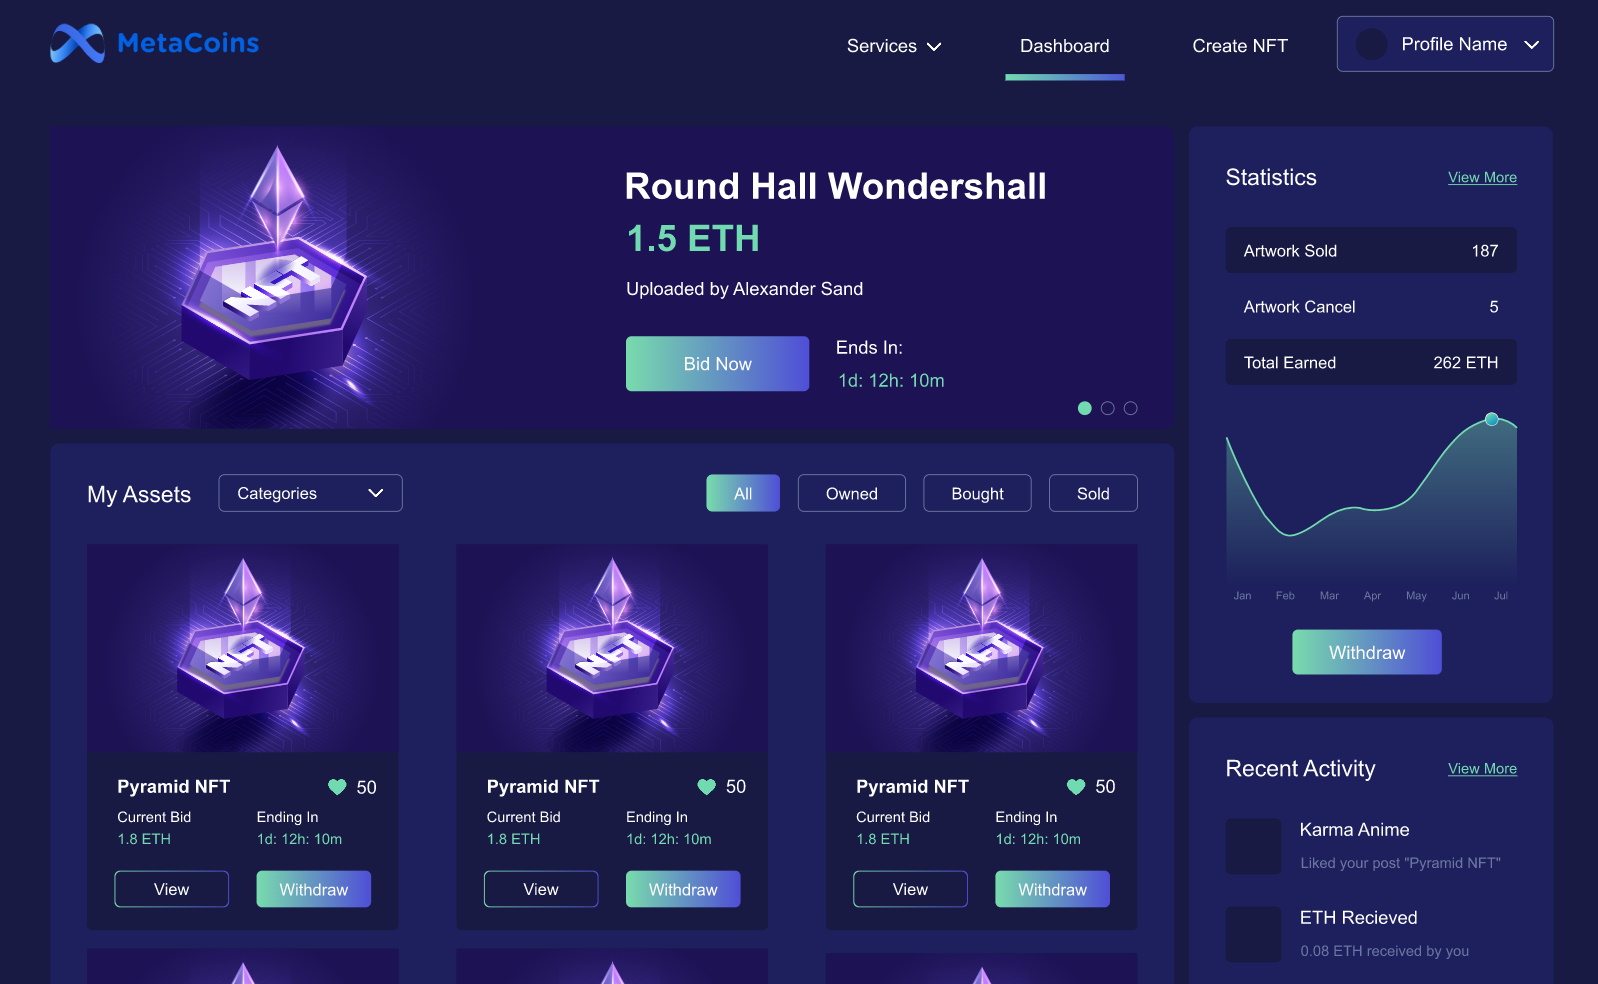 MetaCoins
Services
Dashboard
Create NFT
Profile Name
NFT
Round Hall Wondershall
1.5 ETH
Uploaded by Alexander Sand
Bid Now
Ends In:
1d: 12h: 10m
Statistics
View More
Artwork Sold 187
Artwork Cancel 5
Total Earned 262 ETH
Jan Feb Mar Apr May Jun Jul
Withdraw
My Assets
Categories
All
Owned
Bought
Sold
NFT
Pyramid NFT 50
Current Bid Ending In
1.8 ETH 1d: 12h: 10m
View Withdraw
NFT
Pyramid NFT 50
Current Bid Ending In
1.8 ETH 1d: 12h: 10m
View Withdraw
NFT
Pyramid NFT 50
Current Bid Ending In
1.8 ETH 1d: 12h: 10m
View Withdraw
Recent Activity
View More
Karma Anime
Liked your post "Pyramid NFT"
ETH Recieved
0.08 ETH received by you